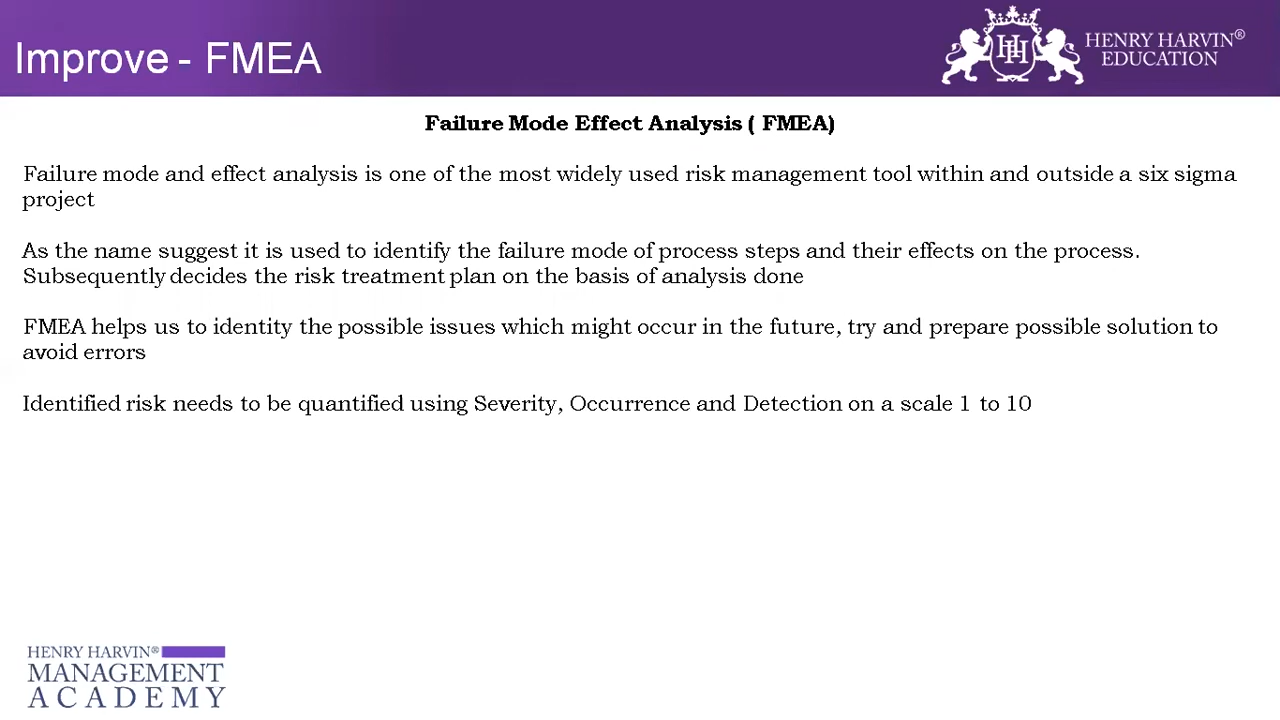 Improve - FMEA
HENRY HARVIN®
EDUCATION
Failure Mode Effect Analysis ( FMEA)
Failure mode and effect analysis is one of the most widely used risk management tool within and outside a six sigma
project
As the name suggest it is used to identify the failure mode of process steps and their effects on the process.
Subsequently decides the risk treatment plan on the basis of analysis done
FMEA helps us to identity the possible issues which might occur in the future, try and prepare possible solution to
avoid errors
Identified risk needs to be quantified using Severity, Occurrence and Detection on a scale 1 to 10
HENRY HARVIN®
MANAGEMENT
ACADEMY